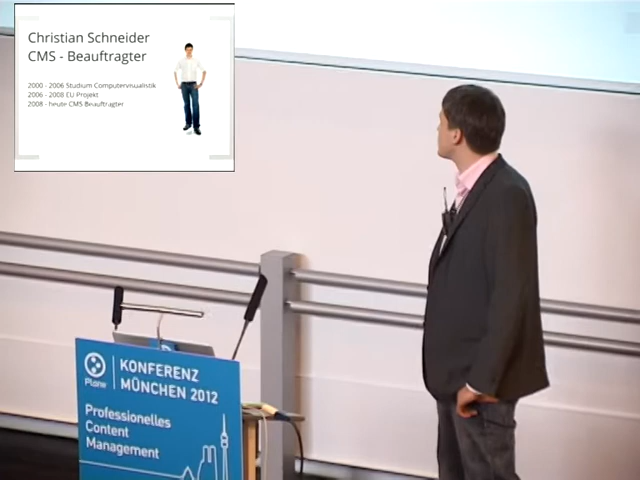 Christian Schneider
CMS - Beauftragter
2000 - 2006 Studium Computervisualistik
2006 - 2008 EU Projekt
2008 - heute CMS Beauftragter
Plone
KONFERENZ
MÜNCHEN 2012
Professionelles
Content
Management